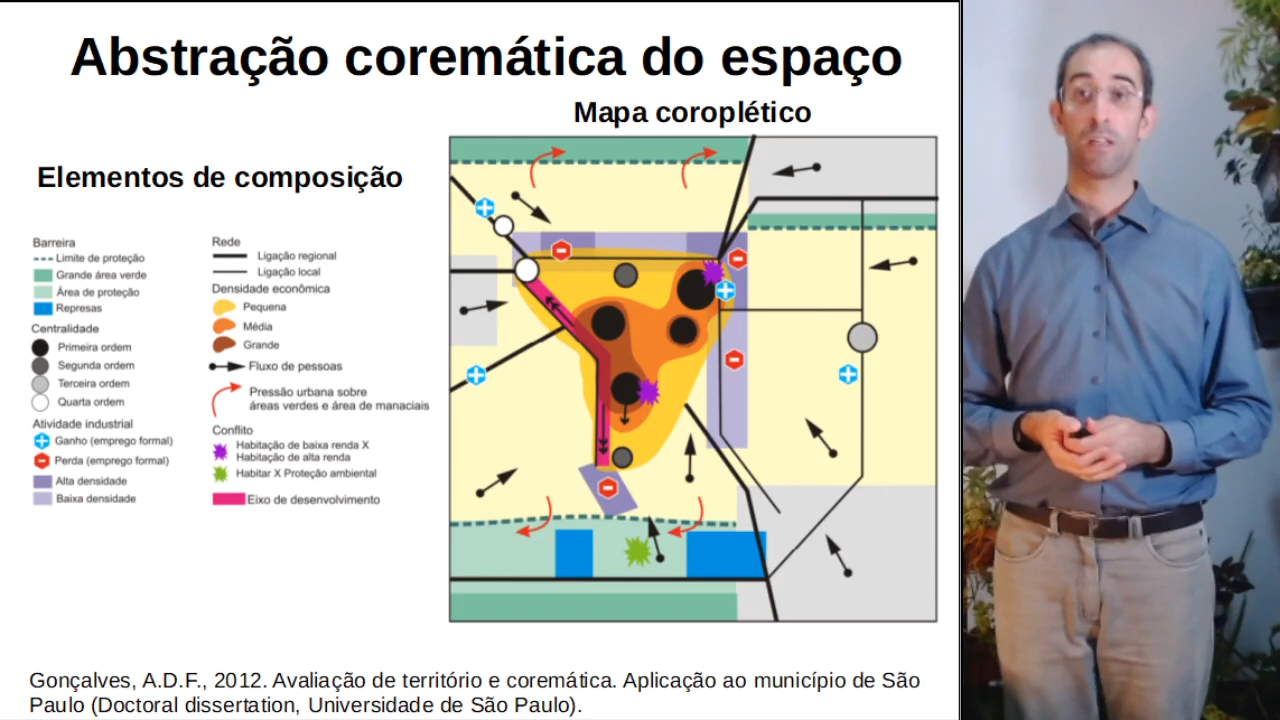 Abstração coremática do espaço
Mapa coroplético
Elementos de composição
Barreira
Limite de proteção
Grande área verde
Área de proteção
Represas
Centralidade
Primeira ordem
Segunda ordem
Terceira ordem
Quarta ordem
Atividade industrial
Ganho (emprego formal)
Perda (emprego formal)
Alta densidade
Baixa densidade
Rede
Ligação regional
Ligação local
Densidade econômica
Pequena
Média
Grande
Fluxo de pessoas
Pressão urbana sobre
áreas verdes e área de manaciais
Conflito
Habitação de baixa renda X
Habitação de alta renda
Habitar X Proteção ambiental
Eixo de desenvolvimento
Gonçalves, A.D.F., 2012. Avaliação de território e coremática. Aplicação ao município de São
Paulo (Doctoral dissertation, Universidade de São Paulo).